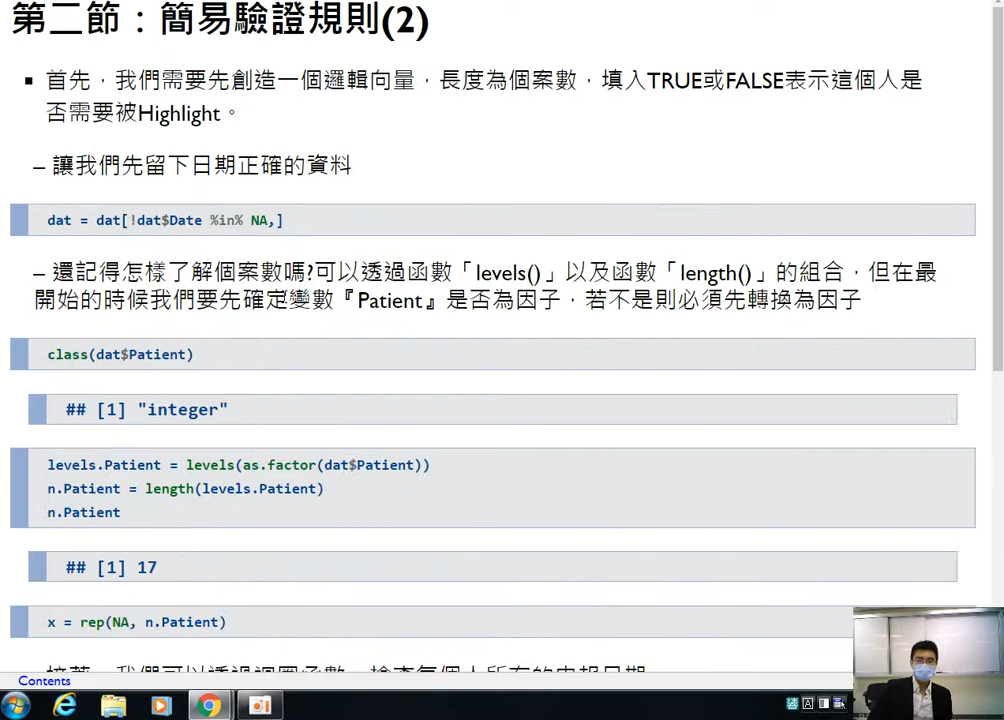 第二節：簡易驗證規則(2)
▪ 首先，我們需要先創造一個邏輯向量，長度為個案數，填入TRUE或FALSE表示這個人是
否需要被Highlight。
– 讓我們先留下日期正確的資料
dat = dat[!dat$Date %in% NA,]
– 還記得怎樣了解個案數嗎?可以透過函數「levels()」以及函數「length()」的組合，但在最
開始的時候我們要先確定變數『Patient』是否為因子，若不是則必須先轉換為因子
class(dat$Patient)
## [1] "integer"
levels.Patient = levels(as.factor(dat$Patient))
n.Patient = length(levels.Patient)
n.Patient
## [1] 17
x = rep(NA, n.Patient)
Contents